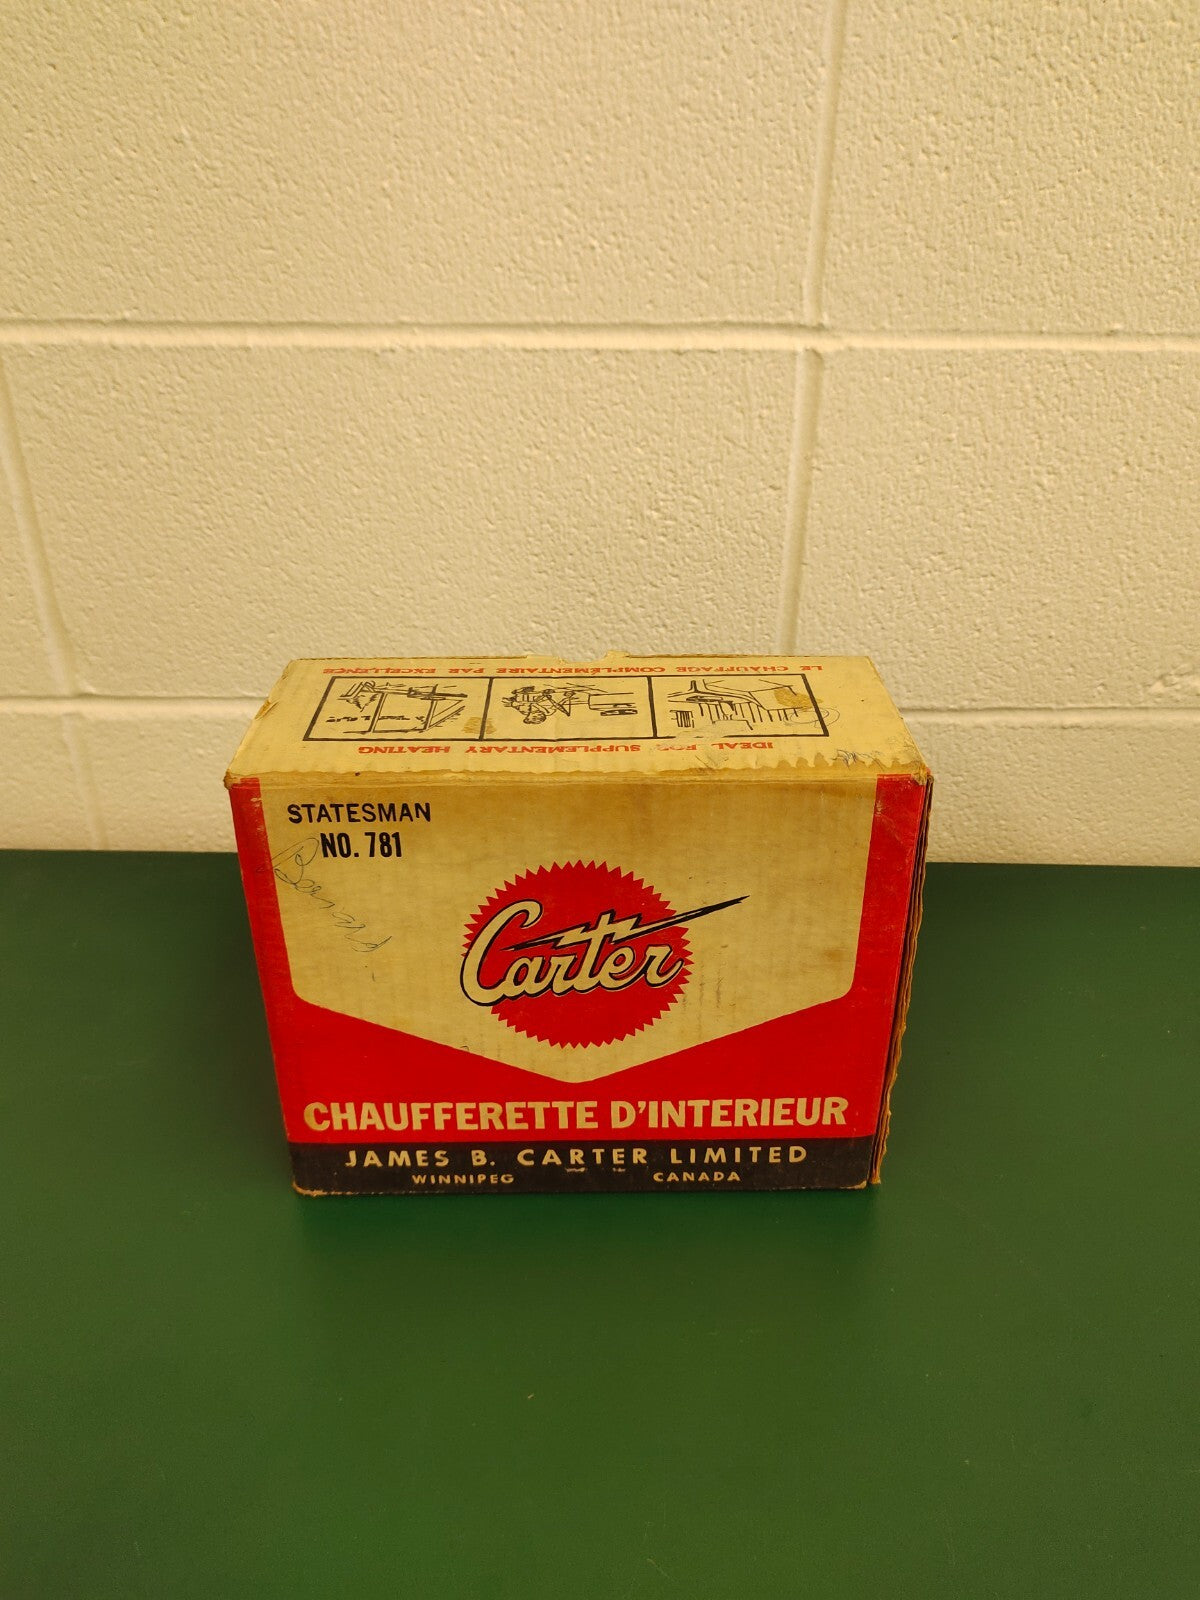 LE CHAUFFAGE COMPLÉMENTAIRE PAR EXCELLENCE
IDEAL FOR SUPPLEMENTARY HEATING
STATESMAN
NO. 781
Carter
CHAUFFERETTE D'INTERIEUR
JAMES B. CARTER LIMITED
WINNIPEG CANADA